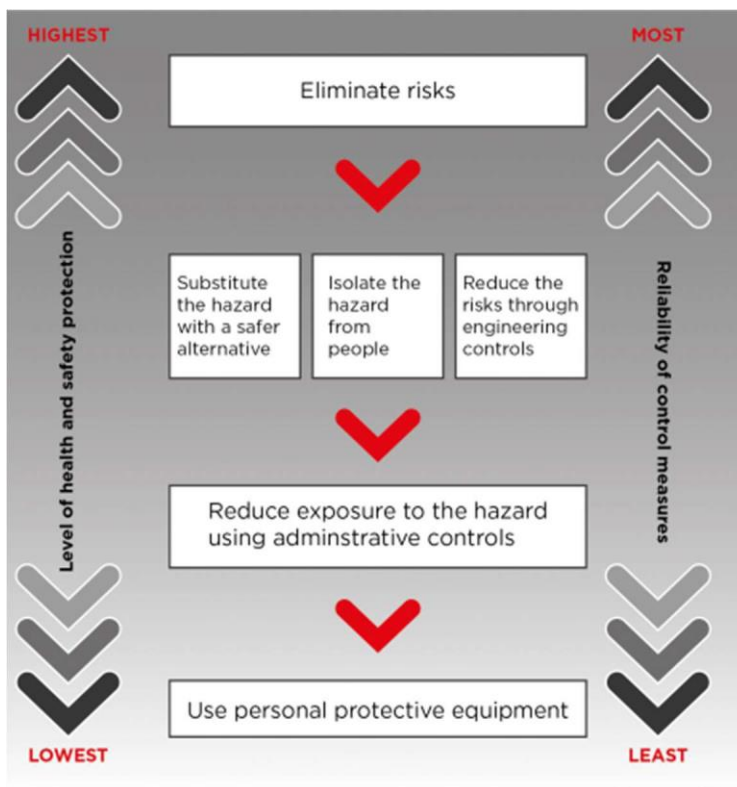 HIGHEST
MOST
Eliminate risks
Level of health and safety protection
Reliability of control measures
Substitute
the hazard
with a safer
alternative
Isolate the
hazard
from
people
Reduce the
risks through
engineering
controls
Reduce exposure to the hazard
using adminstrative controls
Use personal protective equipment
LOWEST
LEAST